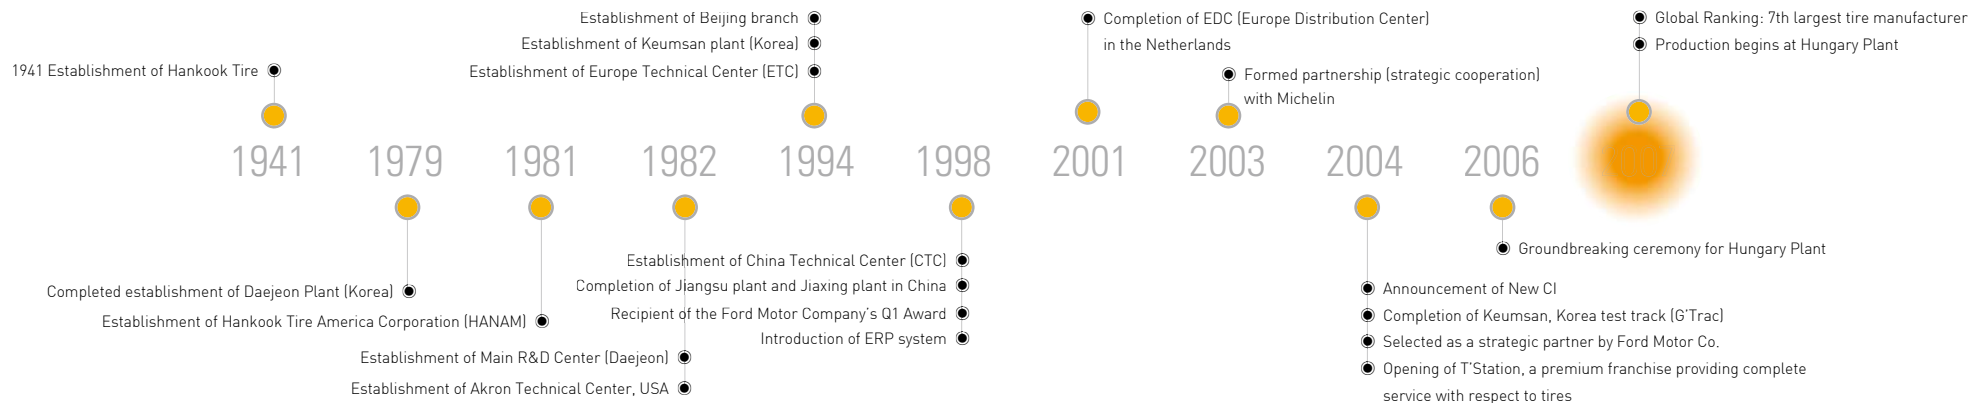 Establishment of Beijing branch
Establishment of Keumsan plant (Korea)
Establishment of Europe Technical Center (ETC)
1941 Establishment of Hankook Tire
Completion of EDC (Europe Distribution Center)
in the Netherlands
Formed partnership (strategic cooperation)
with Michelin
Global Ranking: 7th largest tire manufacturer
Production begins at Hungary Plant
1941 1979 1981 1982 1994 1998 2001 2003 2004 2006
Completed establishment of Daejeon Plant (Korea)
Establishment of Hankook Tire America Corporation (HANAM)
Establishment of Main R&D Center (Daejeon)
Establishment of Akron Technical Center, USA
Establishment of China Technical Center (CTC)
Completion of Jiangsu plant and Jiaxing plant in China
Recipient of the Ford Motor Company's Q1 Award
Introduction of ERP system
Groundbreaking ceremony for Hungary Plant
Announcement of New CI
Completion of Keumsan, Korea test track (G'Trac)
Selected as a strategic partner by Ford Motor Co.
Opening of T'Station, a premium franchise providing complete
service with respect to tires